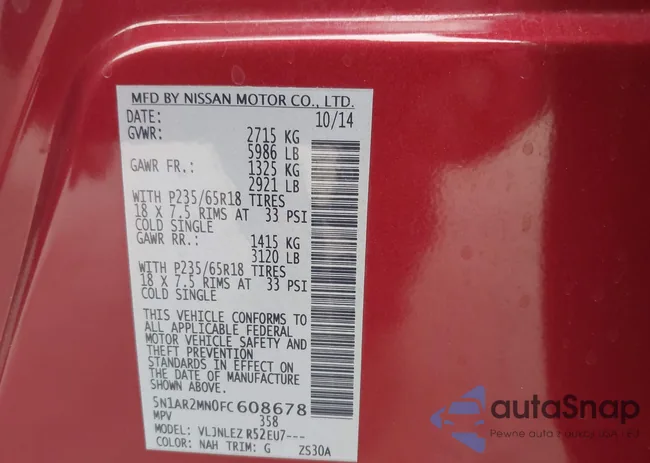 MFD BY NISSAN MOTOR CO., LTD.
DATE: 10/14
GVWR: 2715 KG
5986 LB
GAWR FR.: 1325 KG
2921 LB
WITH P235/65R18 TIRES
18 X 7.5 RIMS AT 33 PSI
COLD SINGLE
GAWR RR.: 1415 KG
3120 LB
WITH P235/65R18 TIRES
18 X 7.5 RIMS AT 33 PSI
COLD SINGLE
THIS VEHICLE CONFORMS TO
ALL APPLICABLE FEDERAL
MOTOR VEHICLE SAFETY AND
THEFT PREVENTION
STANDARDS IN EFFECT ON
THE DATE OF MANUFACTURE
SHOWN ABOVE.
5N1AR2MN0FC608678
MPV 358
MODEL: VLJNLEZ R52EU7---
COLOR: NAH TRIM: G ZS30A
autaSnap
Pewne auta